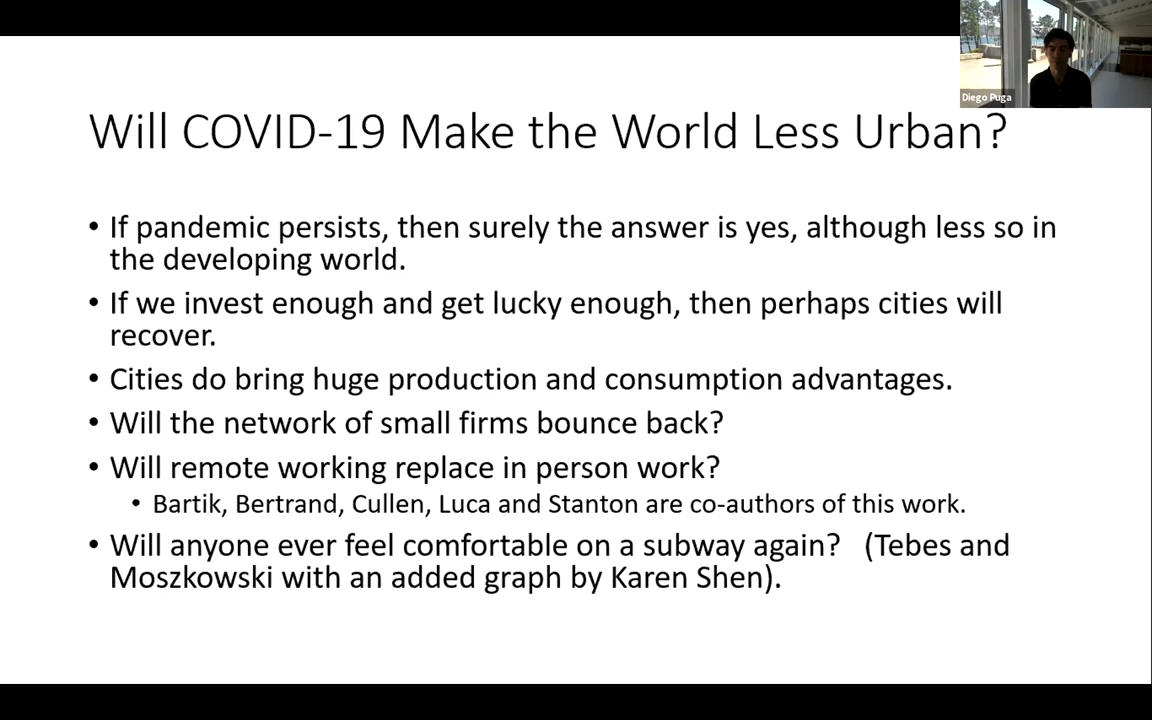 Diego Puga
Will COVID-19 Make the World Less Urban?
• If pandemic persists, then surely the answer is yes, although less so in
the developing world.
• If we invest enough and get lucky enough, then perhaps cities will
recover.
• Cities do bring huge production and consumption advantages.
• Will the network of small firms bounce back?
• Will remote working replace in person work?
• Bartik, Bertrand, Cullen, Luca and Stanton are co-authors of this work.
• Will anyone ever feel comfortable on a subway again?   (Tebes and
Moszkowski with an added graph by Karen Shen).